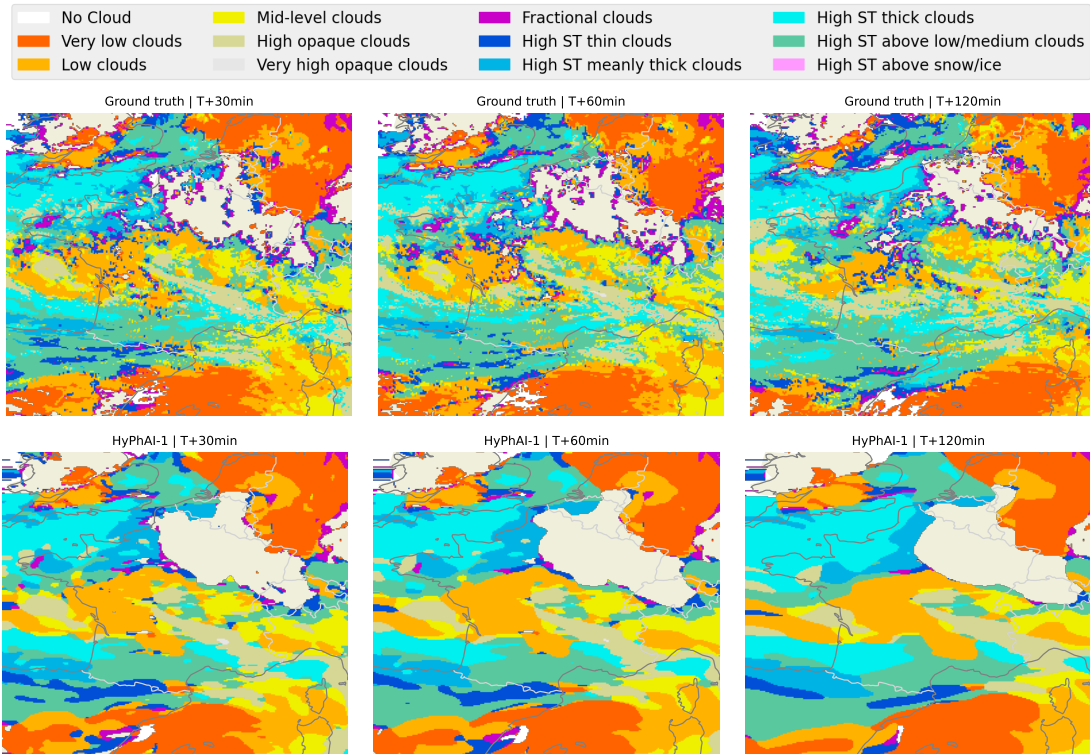 No Cloud Mid-level clouds Fractional clouds High ST thick clouds
Very low clouds High opaque clouds High ST thin clouds High ST above low/medium clouds
Low clouds Very high opaque clouds High ST meanly thick clouds High ST above snow/ice
Ground truth | T+30min Ground truth | T+60min Ground truth | T+120min
HyPhAI-1 | T+30min HyPhAI-1 | T+60min HyPhAI-1 | T+120min